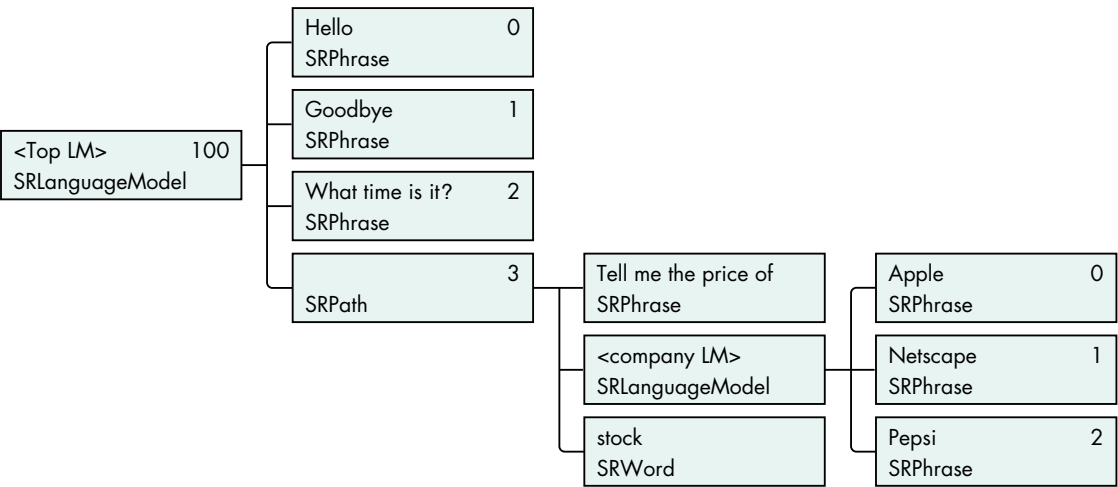 Hello 0
SRPhrase
Goodbye 1
SRPhrase
<Top LM> 100
SRLanguageModel
What time is it? 2
SRPhrase
3
SRPath
Tell me the price of
SRPhrase
<company LM>
SRLanguageModel
stock
SRWord
Apple 0
SRPhrase
Netscape 1
SRPhrase
Pepsi 2
SRPhrase